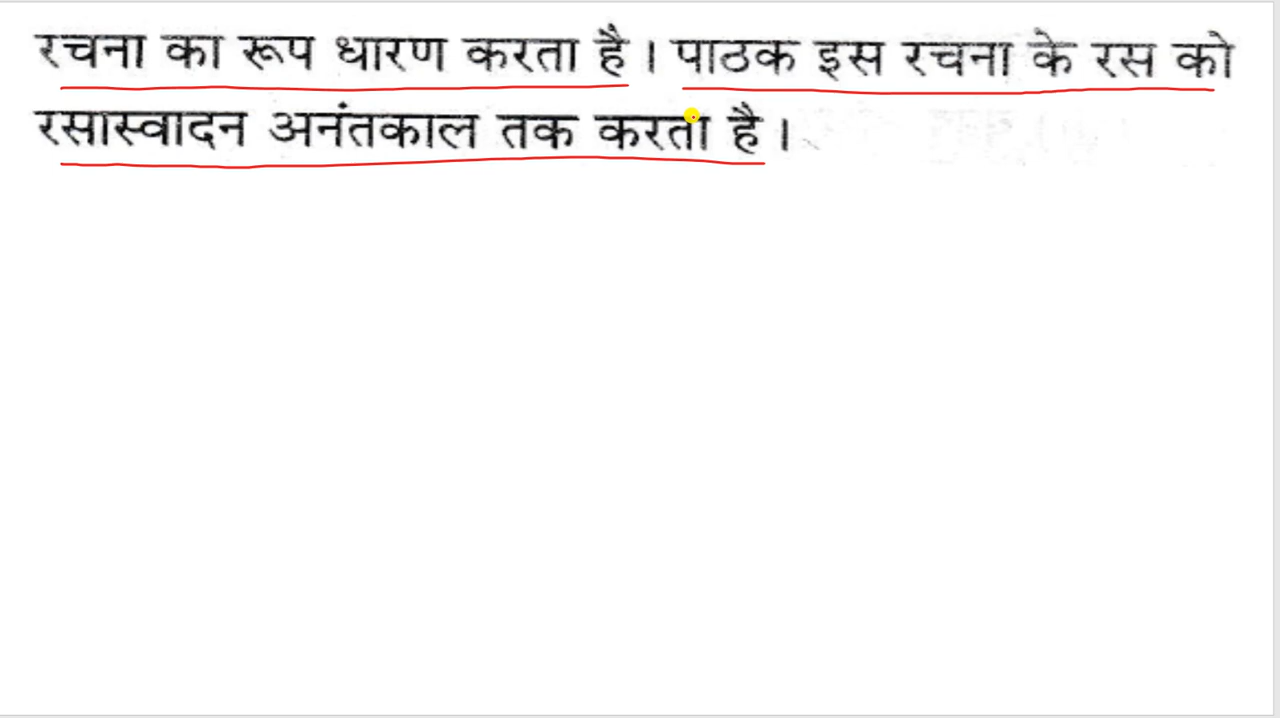 रचना का रूप धारण करता है। पाठक इस रचना के रस को
रसास्वादन अनंतकाल तक करता है।